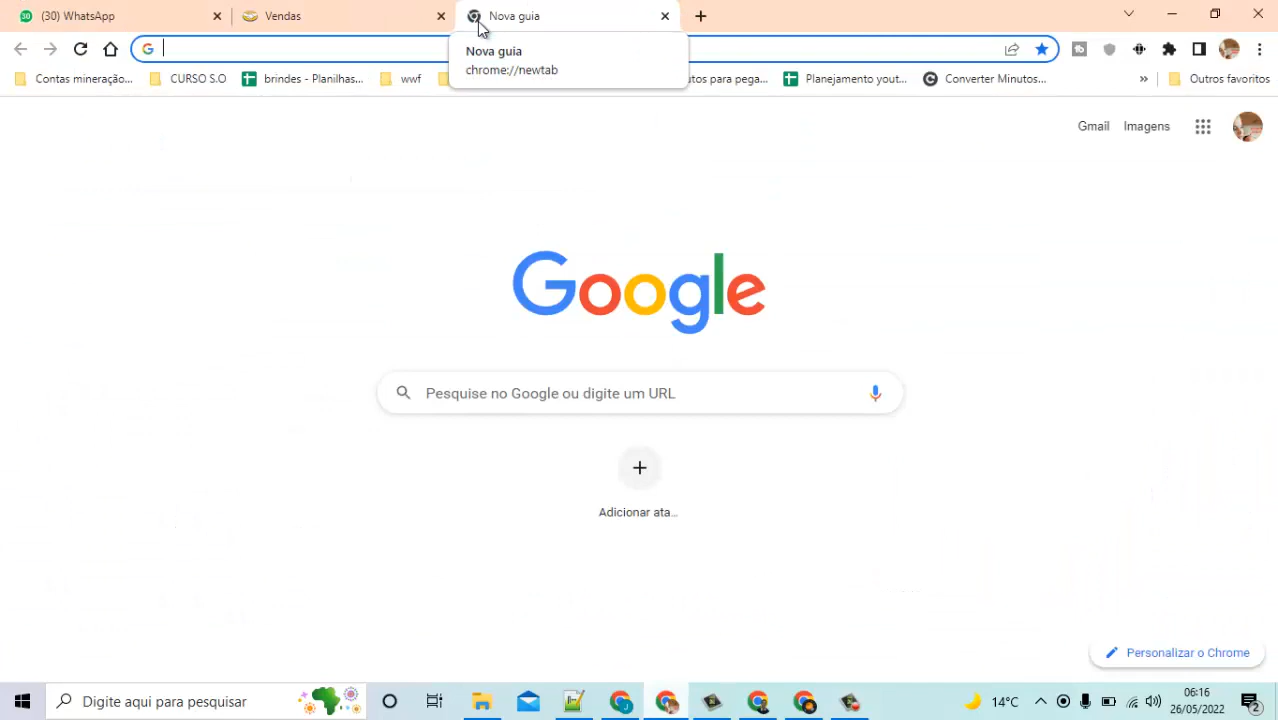 30 (30) WhatsApp
Vendas
Nova guia
Nova guia
chrome://newtab
Contas mineração...
CURSO S.O
brindes - Planilhas...
wwf
utos para pega...
Planejamento yout...
Converter Minutos...
»
Outros favoritos
Gmail
Imagens
Google
Pesquise no Google ou digite um URL
Adicionar ata...
Personalizar o Chrome
Digite aqui para pesquisar
14°C
06:16
26/05/2022
2